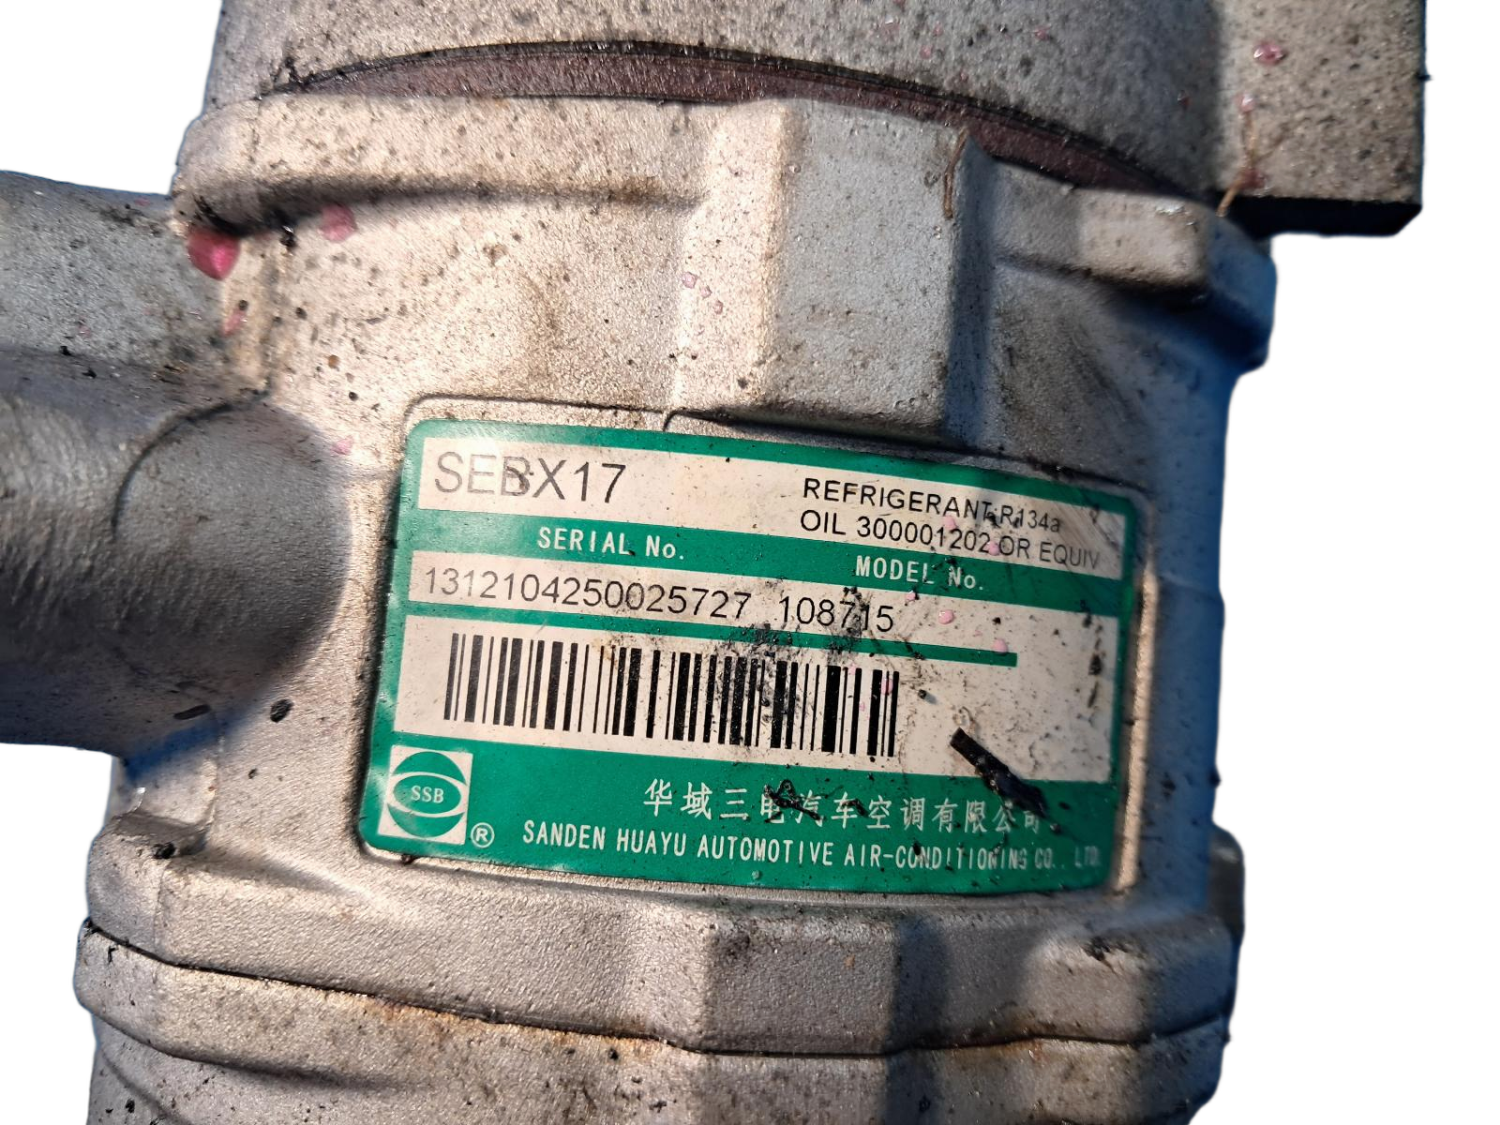 SEBX17
REFRIGERANT R134a
OIL 300001202 OR EQUIV
SERIAL No.
MODEL No.
1312104250025727 108715
SSB
®
华域三电汽车空调有限公司
SANDEN HUAYU AUTOMOTIVE AIR-CONDITIONING CO., LTD.